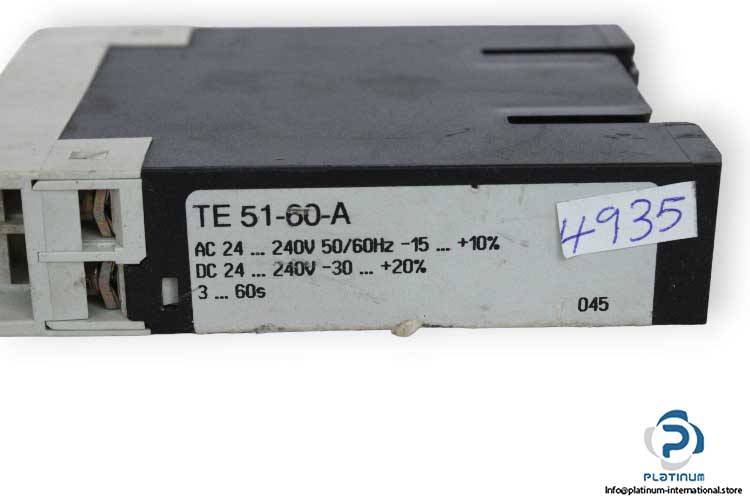 TE 51-60-A
AC 24 ... 240V 50/60Hz -15 ... +10%
DC 24 ... 240V -30 ... +20%
3 ... 60s
045
4935
PLATINUM
Info@platinum-international.store